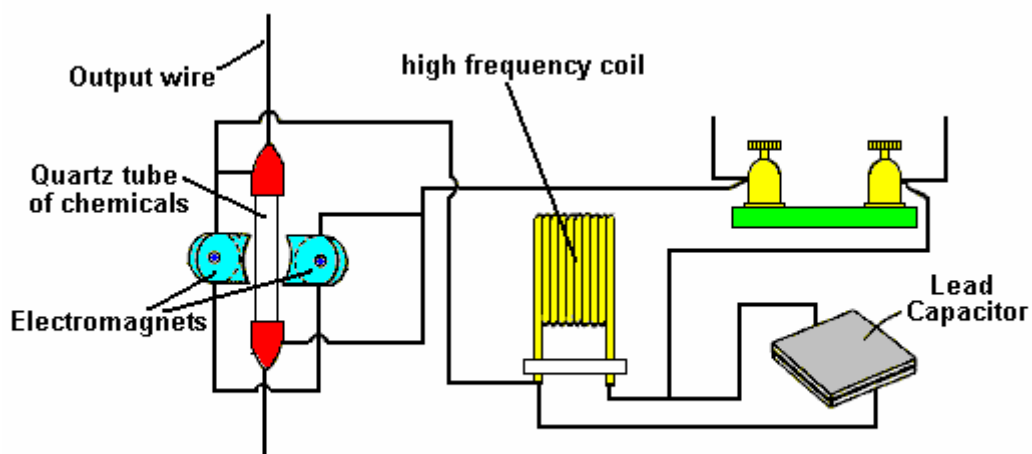 Output wire
high frequency coil
Quartz tube
of chemicals
Electromagnets
Lead
Capacitor